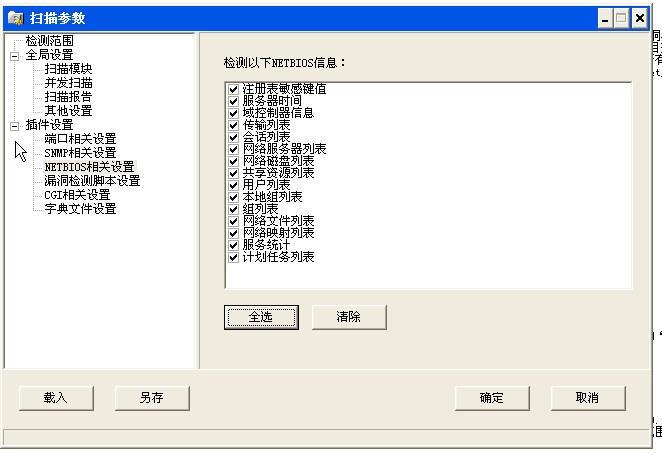 扫描参数
检测范围
全局设置
扫描模块
并发扫描
扫描报告
其他设置
插件设置
端口相关设置
SNMP相关设置
NETBIOS相关设置
漏洞检测脚本设置
CGI相关设置
字典文件设置
检测以下NETBIOS信息：
注册表敏感键值
服务器时间
域控制器信息
传输列表
会话列表
网络服务器列表
网络磁盘列表
共享资源列表
用户列表
本地组列表
组列表
网络文件列表
网络映射列表
服务统计
计划任务列表
全选
清除
载入
另存
确定
取消